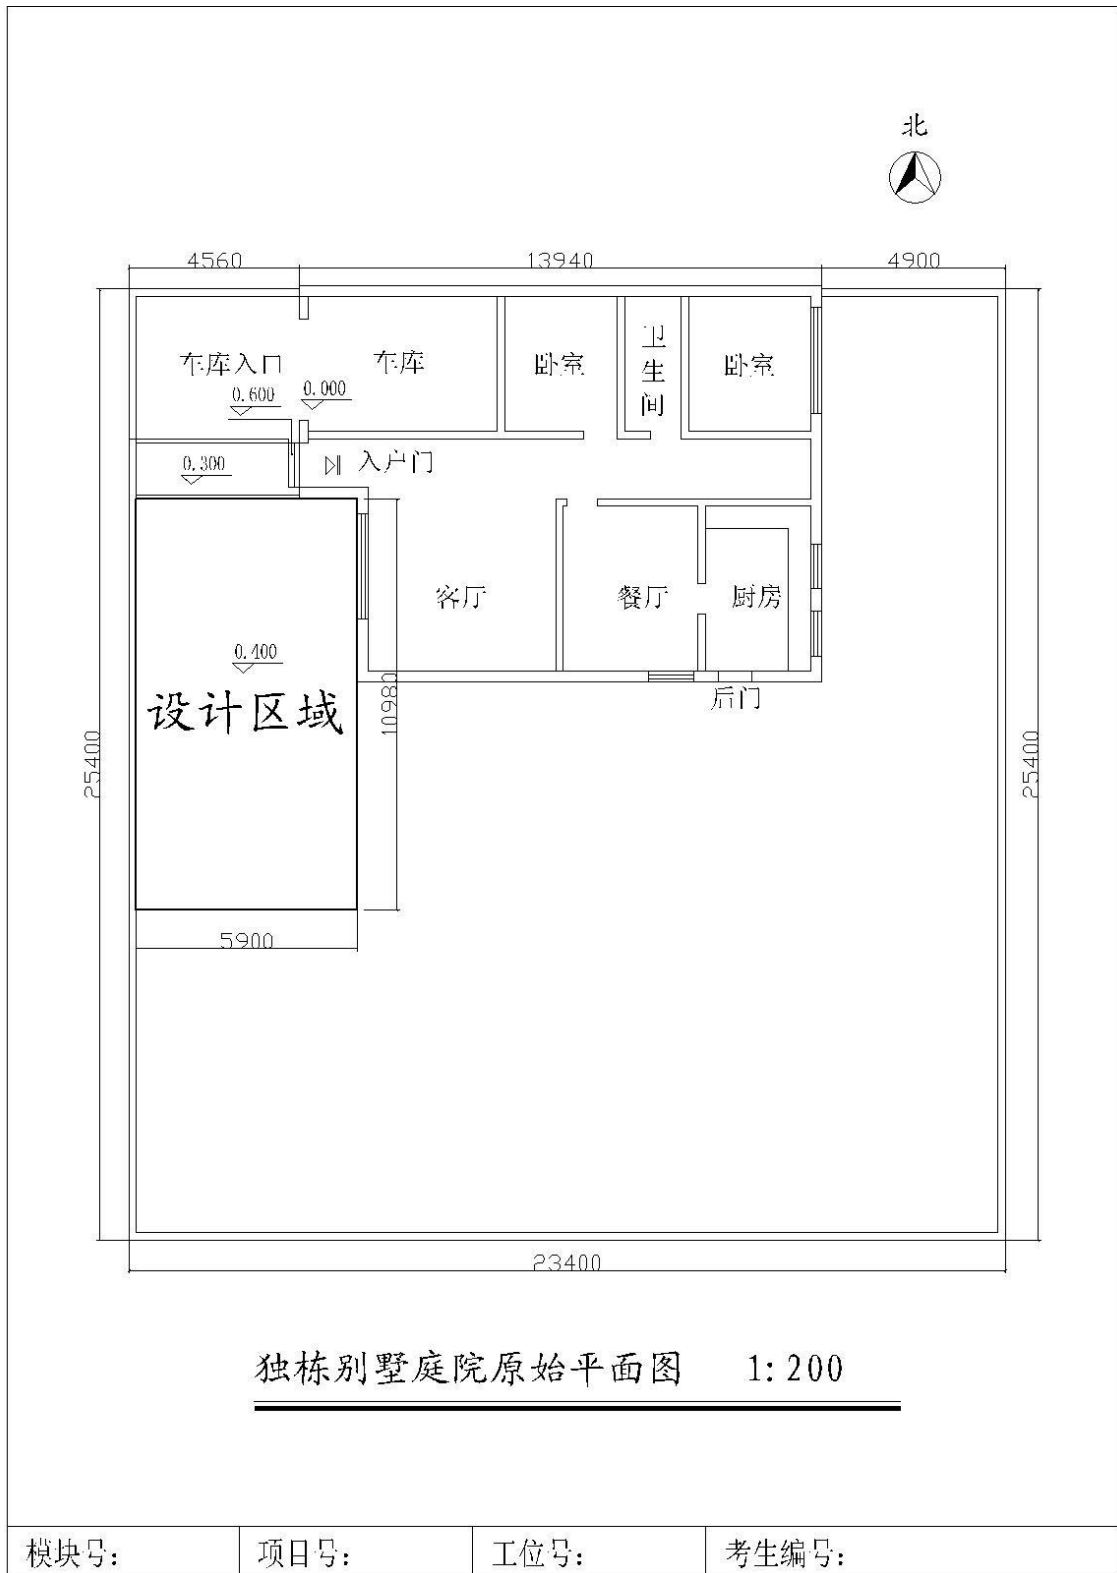 北
4560 13940 4900
车库入口 车库 卧室 卫生间 卧室
0.600 0.000
0.300 入户门
客厅 餐厅 厨房
0.400
设计区域
10980
后门
25400 25400
5900
23400
独栋别墅庭院原始平面图 1:200
模块号: 项目号: 工位号: 考生编号: